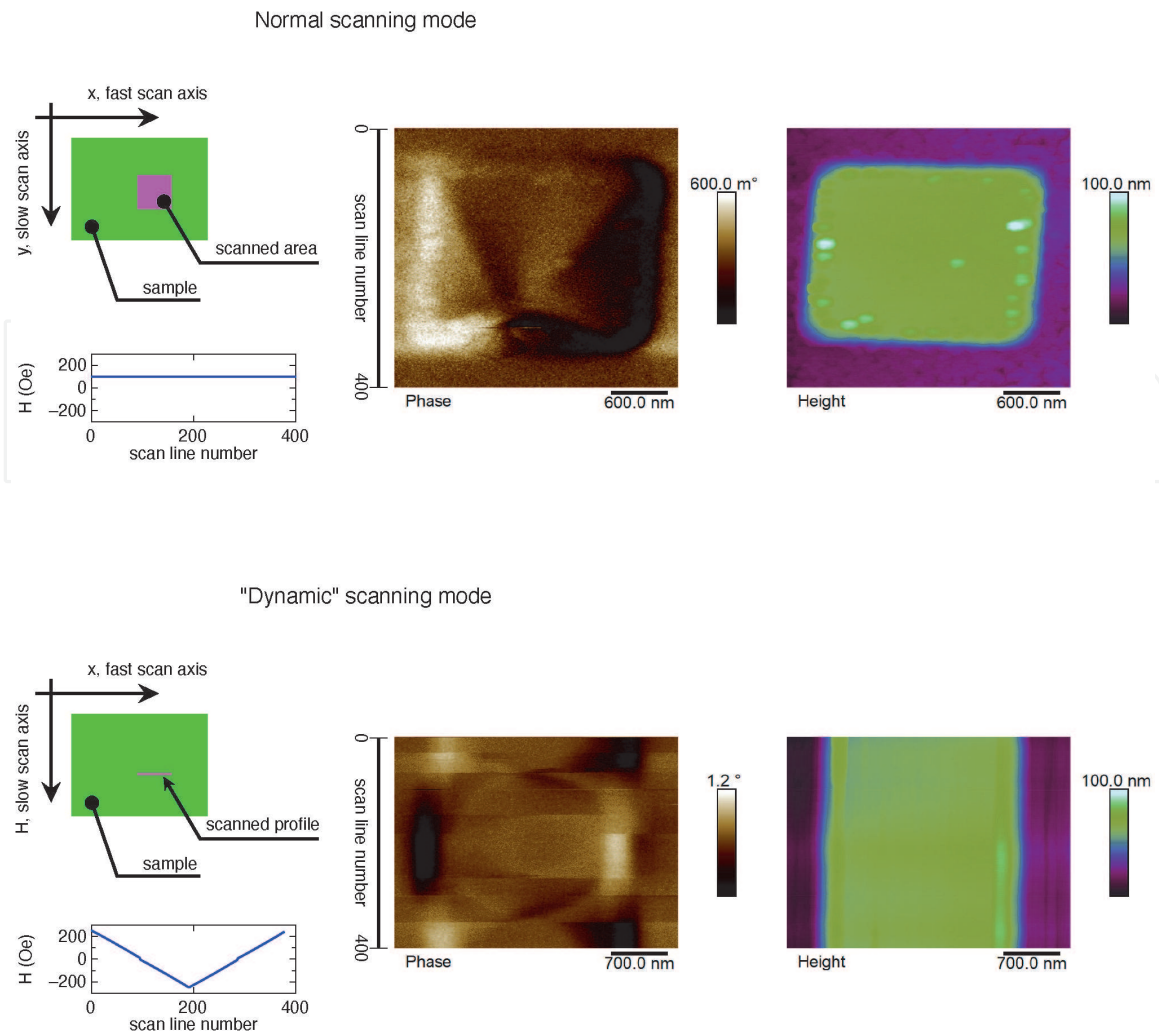 Normal scanning mode
x, fast scan axis
y, slow scan axis
scanned area
sample
H (Oe)
200
0
−200
0
200
400
scan line number
0
scan line number
400
Phase
600.0 nm
600.0 m°
Height
600.0 nm
100.0 nm
"Dynamic" scanning mode
x, fast scan axis
H, slow scan axis
scanned profile
sample
H (Oe)
200
0
−200
0
200
400
scan line number
0
scan line number
400
Phase
700.0 nm
1.2 °
Height
700.0 nm
100.0 nm